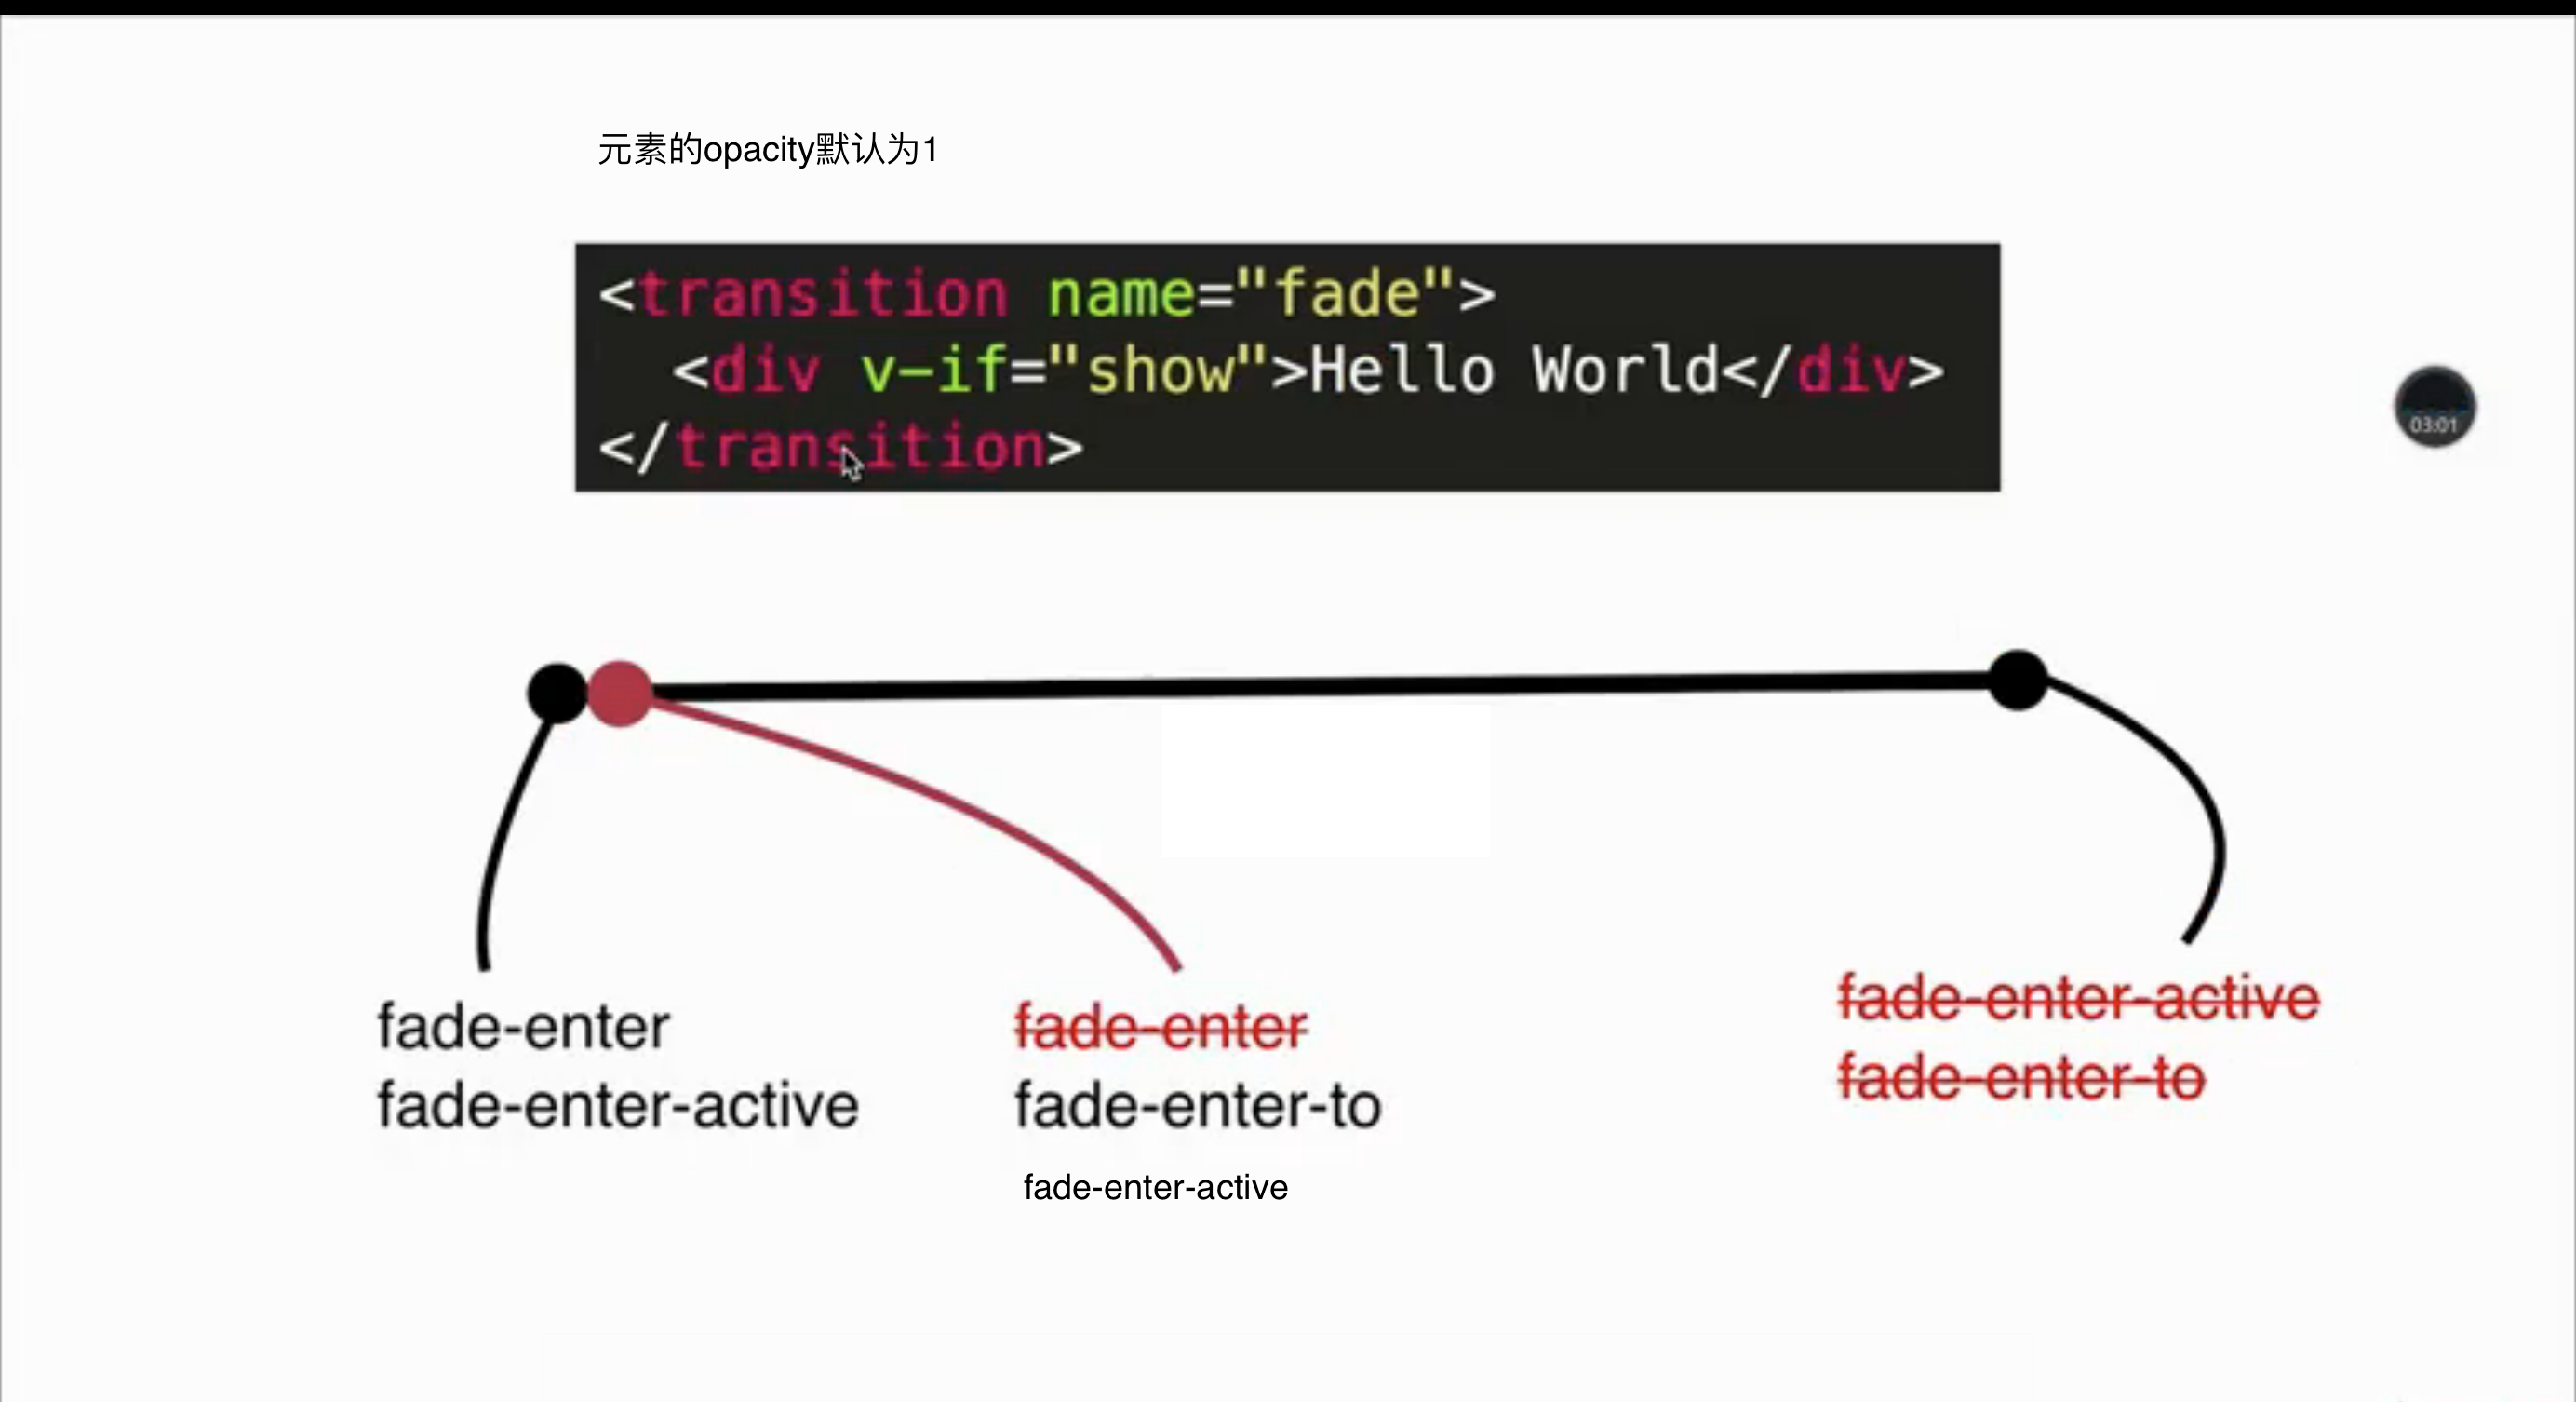 元素的opacity默认为1
<transition name="fade">
<div v-if="show">Hello World</div>
</transition>
03:01
fade-enter
fade-enter-active
fade-enter
fade-enter-to
fade-enter-active
fade-enter-active
fade-enter-to